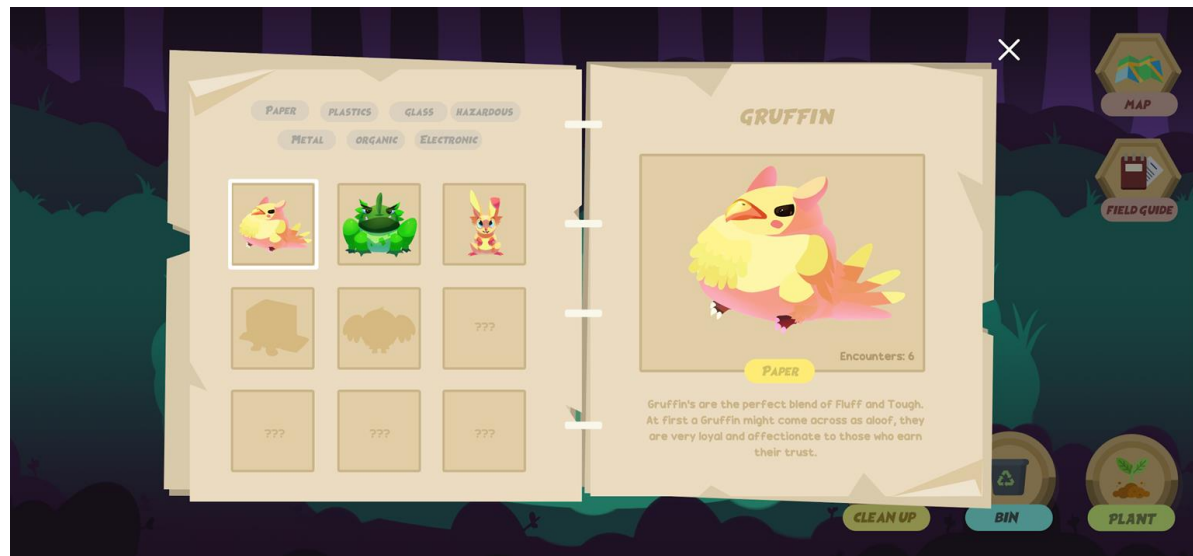 PAPER
PLASTICS
GLASS
HAZARDOUS
METAL
ORGANIC
ELECTRONIC
???
???
???
???
GRUFFIN
Encounters: 6
PAPER
Gruffin's are the perfect blend of Fluff and Tough.
At first a Gruffin might come across as aloof, they
are very loyal and affectionate to those who earn
their trust.
MAP
FIELD GUIDE
CLEAN UP
BIN
PLANT